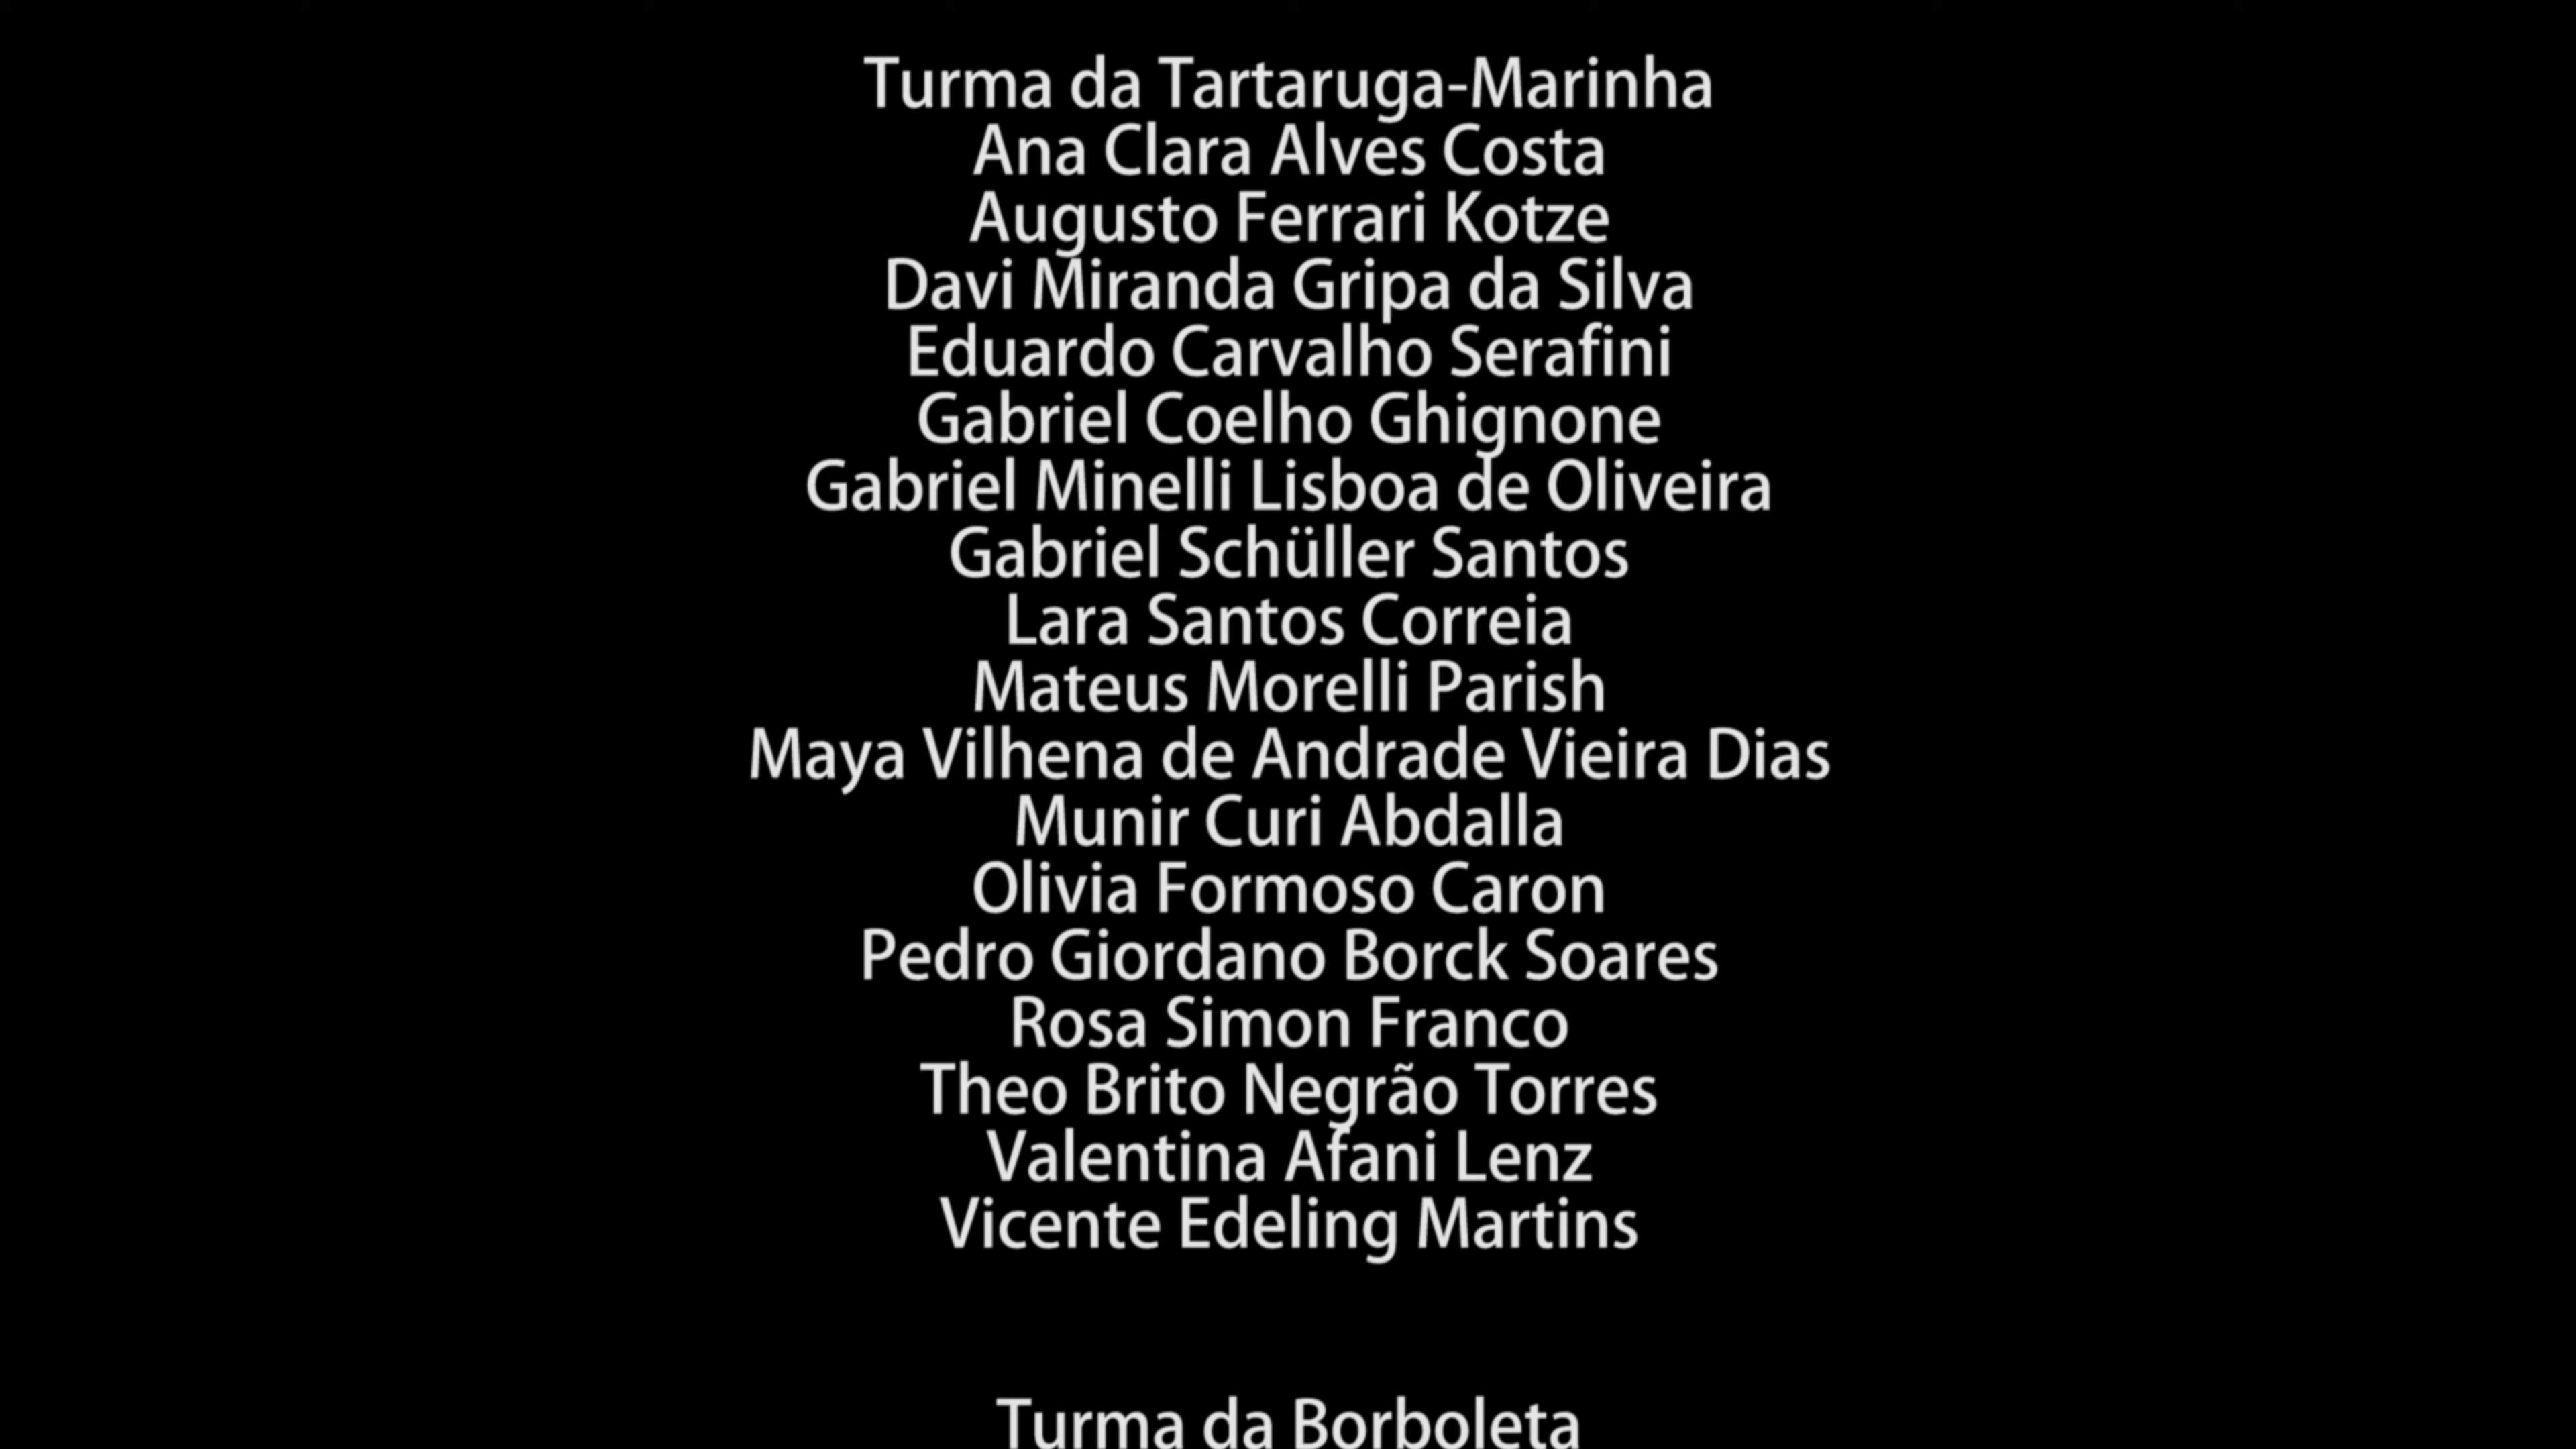 Turma da Tartaruga-Marinha
Ana Clara Alves Costa
Augusto Ferrari Kotze
Davi Miranda Gripa da Silva
Eduardo Carvalho Serafini
Gabriel Coelho Ghignone
Gabriel Minelli Lisboa de Oliveira
Gabriel Schüller Santos
Lara Santos Correia
Mateus Morelli Parish
Maya Vilhena de Andrade Vieira Dias
Munir Curi Abdalla
Olivia Formoso Caron
Pedro Giordano Borck Soares
Rosa Simon Franco
Theo Brito Negrão Torres
Valentina Afani Lenz
Vicente Edeling Martins
Turma da Borboleta